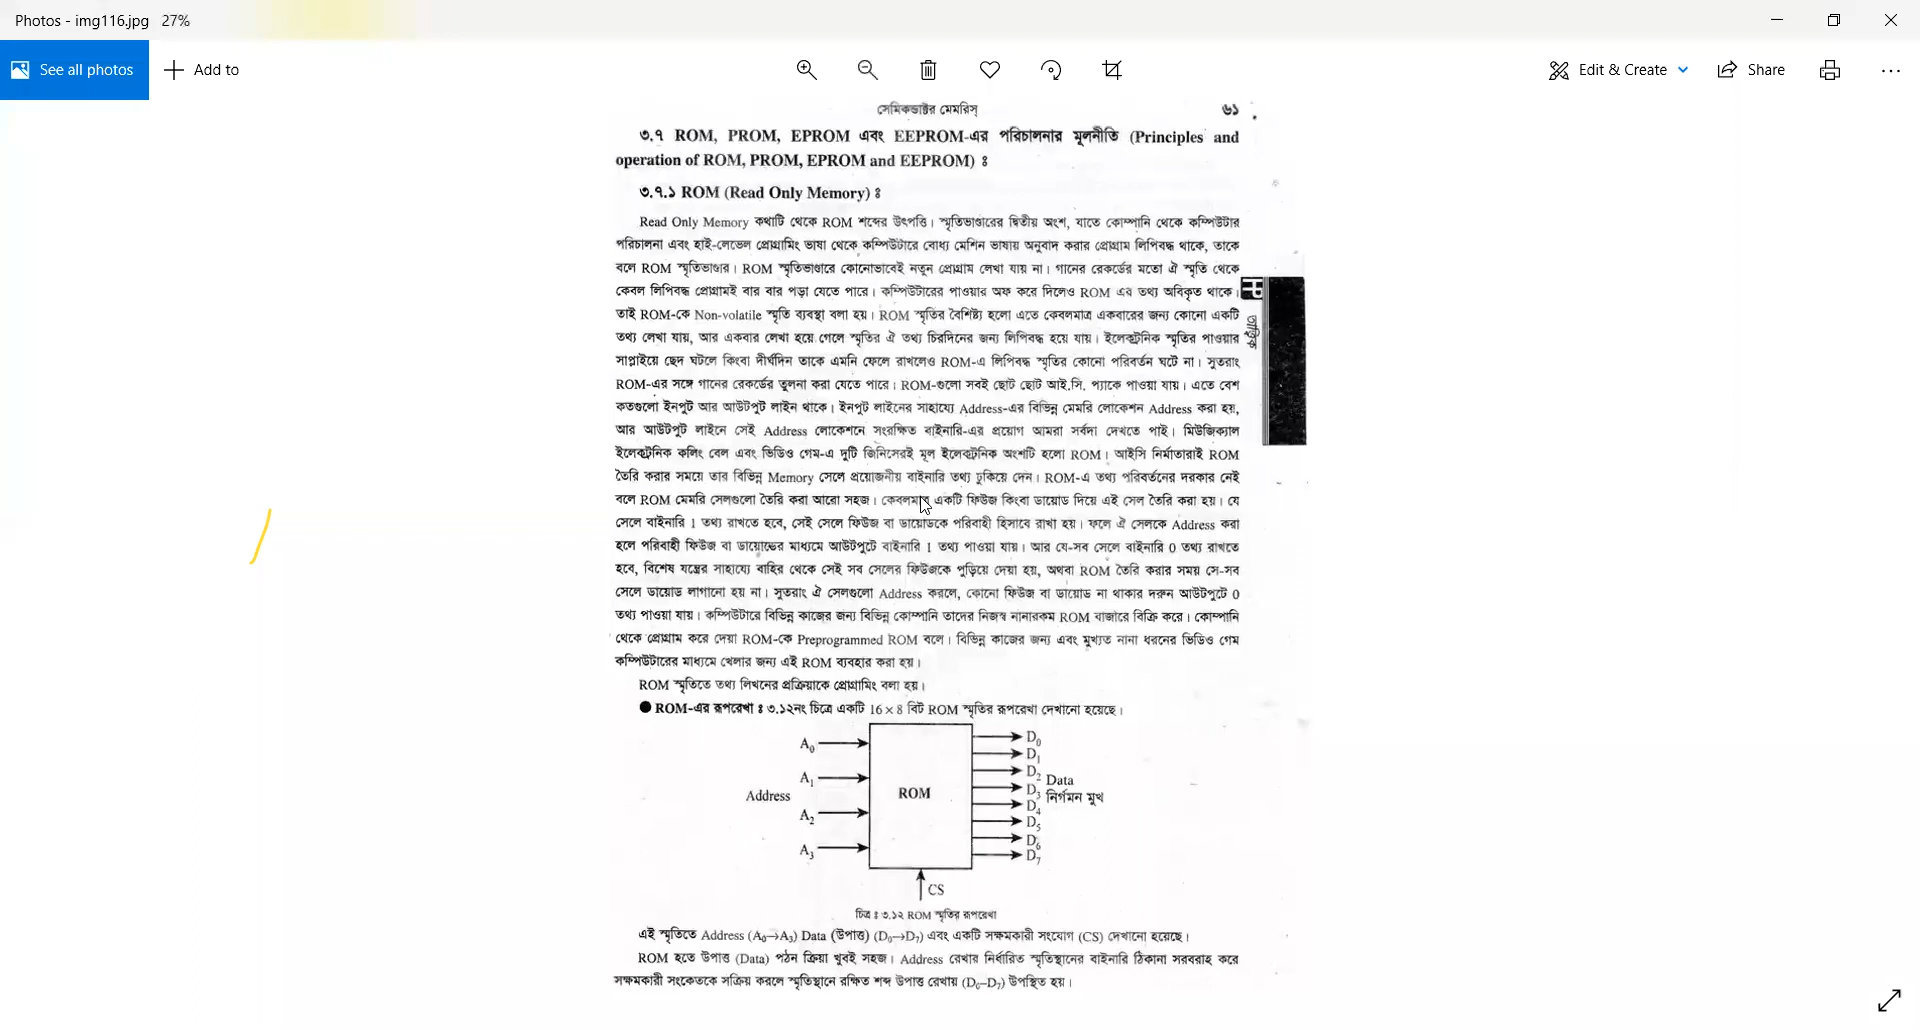 Photos - img116.jpg 27%
See all photos
Add to
Edit & Create
Share
সেমিকন্ডাক্টর মেমরিস্ ৬১
৩.৭ ROM, PROM, EPROM এবং EEPROM-এর পরিচালনার মূলনীতি (Principles and
operation of ROM, PROM, EPROM and EEPROM) ঃ
৩.৭.১ ROM (Read Only Memory) ঃ
Read Only Memory কথাটি থেকে ROM শব্দের উৎপত্তি। স্মৃতিভাণ্ডারের দ্বিতীয় অংশ, যাতে কোম্পানি থেকে কম্পিউটার
পরিচালনা এবং হাই-লেভেল প্রোগ্রামিং ভাষা থেকে কম্পিউটারে বোধ্য মেশিন ভাষায় অনুবাদ করার প্রোগ্রাম লিপিবদ্ধ থাকে, তাকে
বলে ROM স্মৃতিভাণ্ডার। ROM স্মৃতিভাণ্ডারে কোনোভাবেই নতুন প্রোগ্রাম লেখা যায় না। গানের রেকর্ডের মতো ঐ স্মৃতি থেকে
কেবল লিপিবদ্ধ প্রোগ্রামই বার বার পড়া যেতে পারে। কম্পিউটারের পাওয়ার অফ করে দিলেও ROM এর তথ্য অবিকৃত থাকে।
তাই ROM-কে Non-volatile স্মৃতি ব্যবস্থা বলা হয়। ROM স্মৃতির বৈশিষ্ট্য হলো এতে কেবলমাত্র একবারের জন্য কোনো একটি
তথ্য লেখা যায়, আর একবার লেখা হয়ে গেলে স্মৃতির ঐ তথ্য চিরদিনের জন্য লিপিবদ্ধ হয়ে যায়। ইলেকট্রনিক স্মৃতির পাওয়ার
সাপ্লাইয়ে ছেদ ঘটলে কিংবা দীর্ঘদিন তাকে এমনি ফেলে রাখলেও ROM-এ লিপিবদ্ধ স্মৃতির কোনো পরিবর্তন ঘটে না। সুতরাং
ROM-এর সঙ্গে গানের রেকর্ডের তুলনা করা যেতে পারে। ROM-গুলো সবই ছোট ছোট আই.সি. প্যাকে পাওয়া যায়। এতে বেশ
কতগুলো ইনপুট আর আউটপুট লাইন থাকে। ইনপুট লাইনের সাহায্যে Address-এর বিভিন্ন মেমরি লোকেশন Address করা হয়,
আর আউটপুট লাইনে সেই Address লোকেশনে সংরক্ষিত বাইনারি-এর প্রয়োগ আমরা সর্বদা দেখতে পাই। মিউজিক্যাল
ইলেকট্রনিক কলিং বেল এবং ভিডিও গেম-এ দুটি জিনিসেরই মূল ইলেকট্রনিক অংশটি হলো ROM। আইসি নির্মাতারাই ROM
তৈরি করার সময়ে তার বিভিন্ন Memory সেলে প্রয়োজনীয় বাইনারি তথ্য ঢুকিয়ে দেন। ROM-এ তথ্য পরিবর্তনের দরকার নেই
বলে ROM মেমরি সেলগুলো তৈরি করা আরো সহজ। কেবলমাত্র একটি ফিউজ কিংবা ডায়োড দিয়ে এই সেল তৈরি করা হয়। যে
সেলে বাইনারি 1 তথ্য রাখতে হবে, সেই সেলে ফিউজ বা ডায়োডকে পরিবাহী হিসাবে রাখা হয়। ফলে ঐ সেলকে Address করা
হলে পরিবাহী ফিউজ বা ডায়োডের মাধ্যমে আউটপুটে বাইনারি 1 তথ্য পাওয়া যায়। আর যে-সব সেলে বাইনারি 0 তথ্য রাখতে
হবে, বিশেষ যন্ত্রের সাহায্যে বাহির থেকে সেই সব সেলের ফিউজকে পুড়িয়ে দেয়া হয়, অথবা ROM তৈরি করার সময় সে-সব
সেলে ডায়োড লাগানো হয় না। সুতরাং ঐ সেলগুলো Address করলে, কোনো ফিউজ বা ডায়োড না থাকার দরুন আউটপুটে 0
তথ্য পাওয়া যায়। কম্পিউটারে বিভিন্ন কাজের জন্য বিভিন্ন কোম্পানি তাদের নিজস্ব নানারকম ROM বাজারে বিক্রি করে। কোম্পানি
থেকে প্রোগ্রাম করে দেয়া ROM-কে Preprogrammed ROM বলে। বিভিন্ন কাজের জন্য এবং মুখ্যত নানা ধরনের ভিডিও গেম
কম্পিউটারের মাধ্যমে খেলার জন্য এই ROM ব্যবহার করা হয়।
ROM স্মৃতিতে তথ্য লিখনের প্রক্রিয়াকে প্রোগ্রামিং বলা হয়।
● ROM-এর রূপরেখা ঃ ৩.১২নং চিত্রে একটি 16 × 8 বিট ROM স্মৃতির রূপরেখা দেখানো হয়েছে।
Address
A0
A1
A2
A3
ROM
CS
D0
D1
D2
D3
D4
D5
D6
D7
Data
নির্গমন মুখ
চিত্র ঃ ৩.১২ ROM স্মৃতির রূপরেখা
এই স্মৃতিতে Address (A0→A3) Data (উপাত্ত) (D0→D7) এবং একটি সক্ষমকারী সংযোগ (CS) দেখানো হয়েছে।
ROM হতে উপাত্ত (Data) পঠন ক্রিয়া খুবই সহজ। Address রেখার নির্ধারিত স্মৃতিস্থানের বাইনারি ঠিকানা সরবরাহ করে
সক্ষমকারী সংকেতকে সক্রিয় করলে স্মৃতিস্থানে রক্ষিত শব্দ উপাত্ত রেখায় (D0–D7) উপস্থিত হয়।